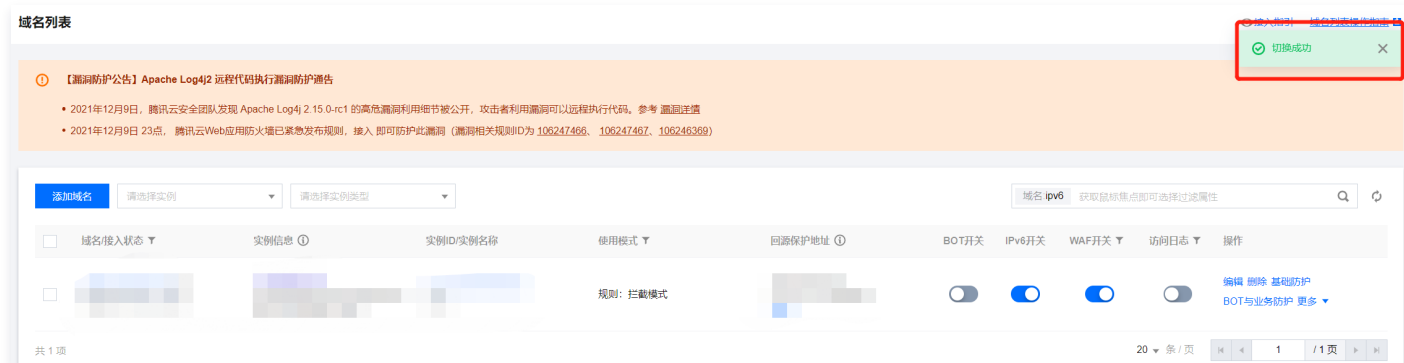 域名列表
接入指引 域名列表操作指南
切换成功
【漏洞防护公告】Apache Log4j2 远程代码执行漏洞防护通告
• 2021年12月9日，腾讯云安全团队发现 Apache Log4j 2.15.0-rc1 的高危漏洞利用细节被公开，攻击者利用漏洞可以远程执行代码。参考 漏洞详情
• 2021年12月9日 23点， 腾讯云Web应用防火墙已紧急发布规则，接入 即可防护此漏洞（漏洞相关规则ID为 106247466、 106247467、106246369）
添加域名 请选择实例 请选择实例类型 域名:ipv6 获取鼠标焦点即可选择过滤属性
域名/接入状态 实例信息 实例ID/实例名称 使用模式 回源保护地址 BOT开关 IPv6开关 WAF开关 访问日志 操作
规则：拦截模式
编辑 删除 基础防护
BOT与业务防护 更多
共 1 项 20 条 / 页 1 / 1 页